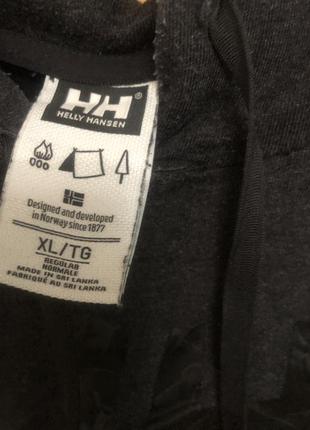 HH®
HELLY HANSEN
Designed and developed
in Norway since 1877
XL/TG
REGULAR
NORMALE
MADE IN SRI LANKA
FABRIQUÉ AU SRI LANKA